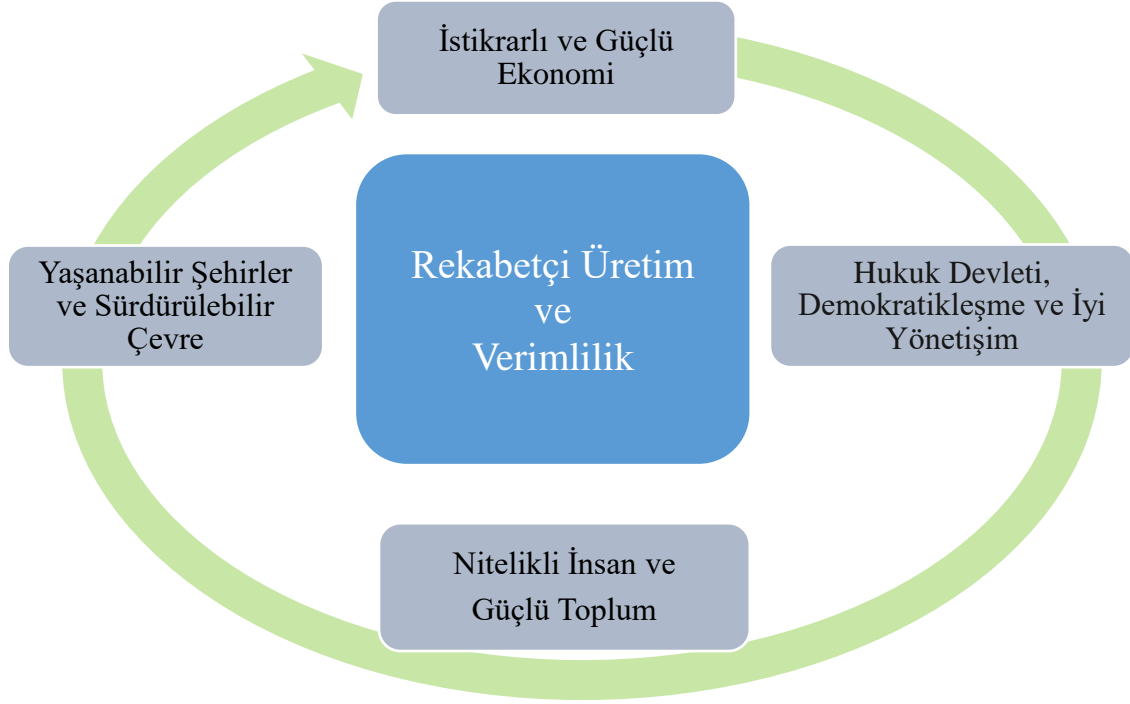 İstikrarlı ve Güçlü
Ekonomi
Rekabetçi Üretim
ve
Verimlilik
Yaşanabilir Şehirler
ve Sürdürülebilir
Çevre
Hukuk Devleti,
Demokratikleşme ve İyi
Yönetişim
Nitelikli İnsan ve
Güçlü Toplum